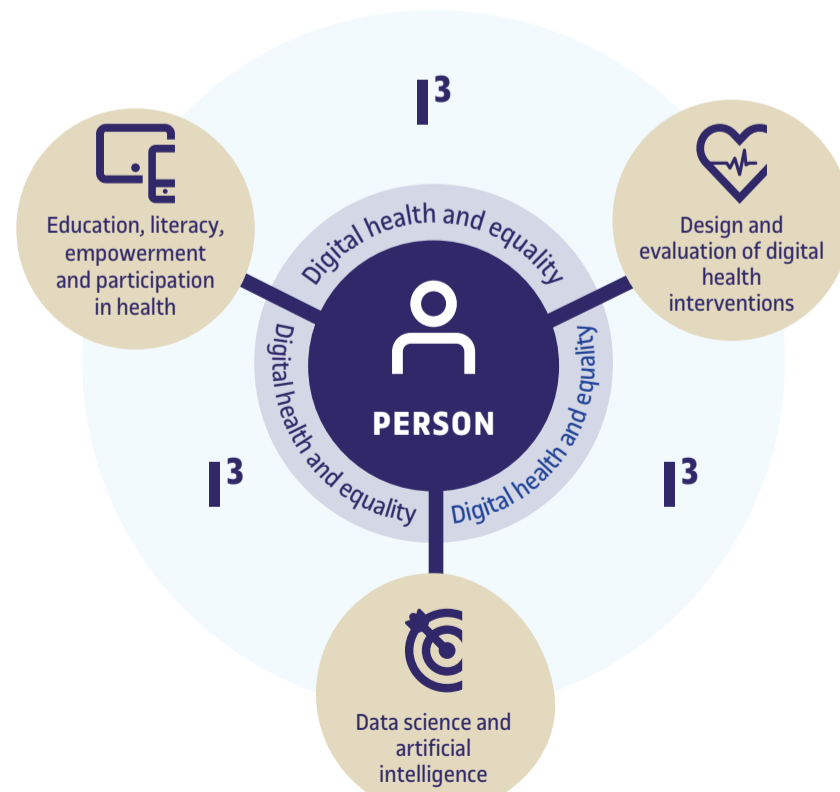 I³
Education, literacy,
empowerment
and participation
in health
Design and
evaluation of digital
health
interventions
Digital health and equality
Digital health and equality
Digital health and equality
PERSON
I³
I³
Data science and
artificial
intelligence